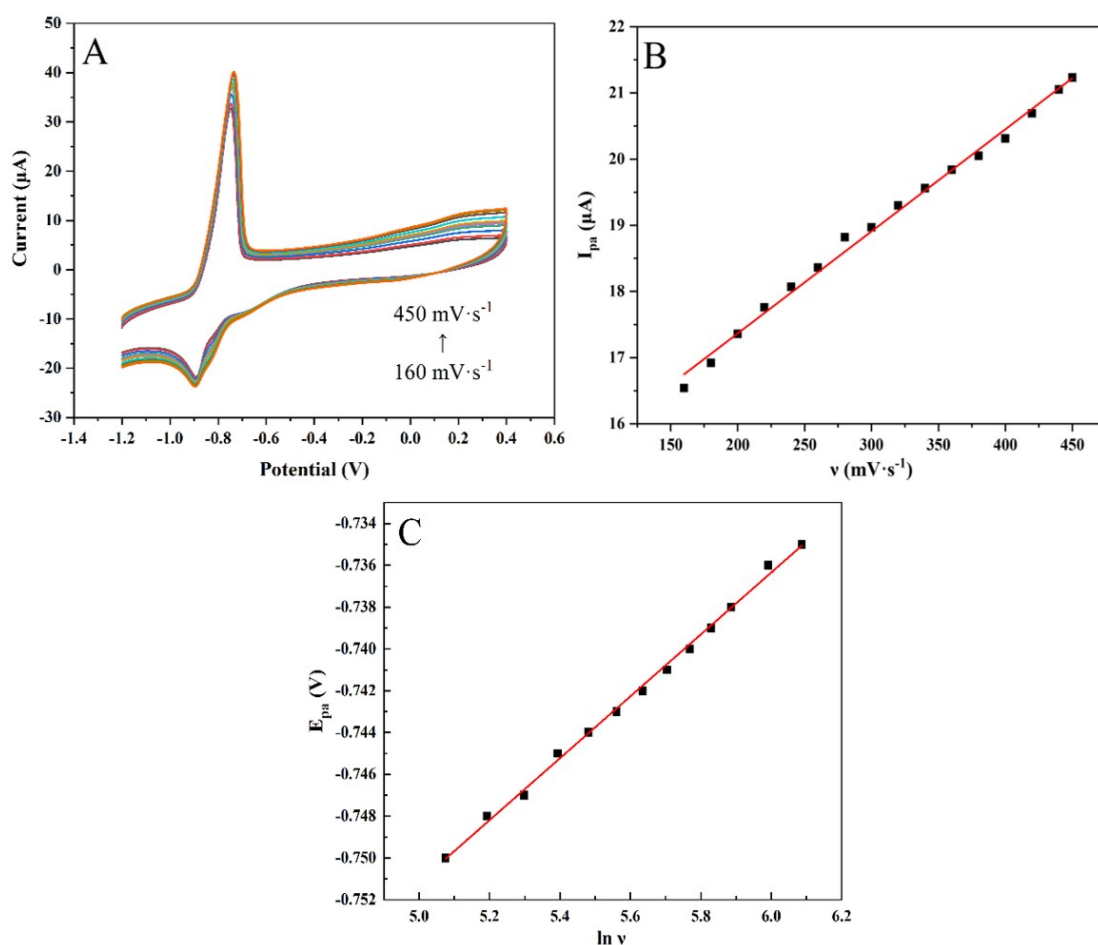 A
50
40
30
20
10
0
-10
-20
-30
Current (µA)
450 mV·s⁻¹
↑
160 mV·s⁻¹
-1.4 -1.2 -1.0 -0.8 -0.6 -0.4 -0.2 0.0 0.2 0.4 0.6
Potential (V)
B
22
21
20
19
18
17
16
Iₚₐ (µA)
150 200 250 300 350 400 450
ν (mV·s⁻¹)
C
-0.734
-0.736
-0.738
-0.740
-0.742
-0.744
-0.746
-0.748
-0.750
-0.752
Eₚₐ (V)
5.0 5.2 5.4 5.6 5.8 6.0 6.2
ln ν